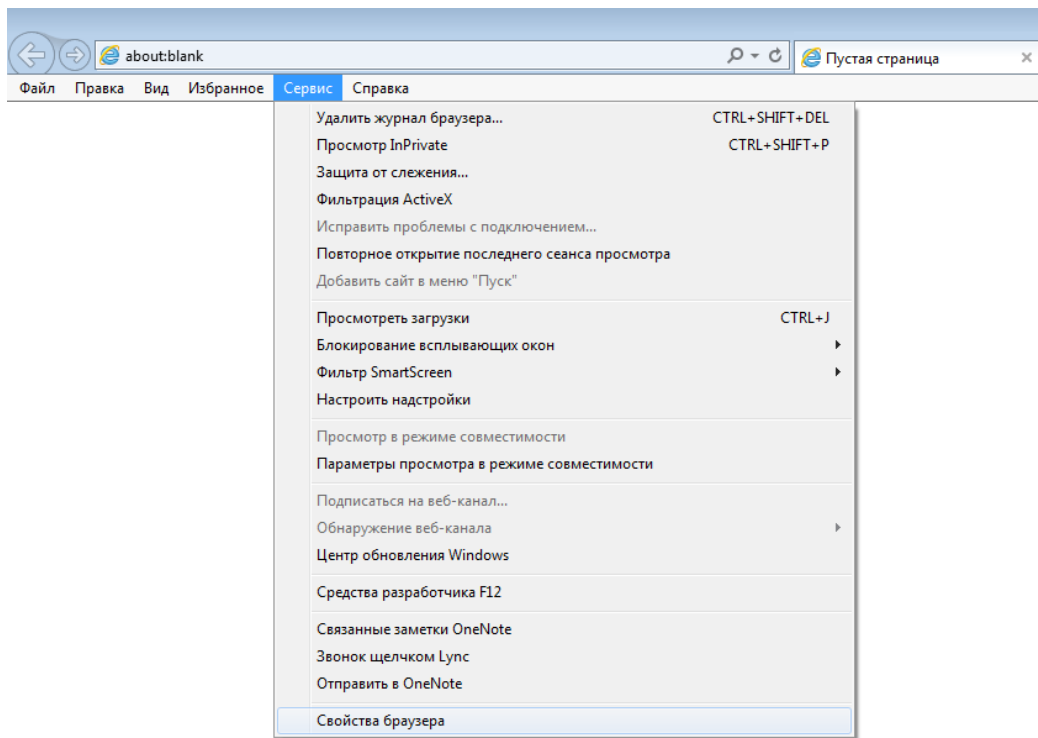 about:blank
Пустая страница
Файл Правка Вид Избранное Сервис Справка
Удалить журнал браузера... CTRL+SHIFT+DEL
Просмотр InPrivate CTRL+SHIFT+P
Защита от слежения...
Фильтрация ActiveX
Исправить проблемы с подключением...
Повторное открытие последнего сеанса просмотра
Добавить сайт в меню "Пуск"
Просмотреть загрузки CTRL+J
Блокирование всплывающих окон
Фильтр SmartScreen
Настроить надстройки
Просмотр в режиме совместимости
Параметры просмотра в режиме совместимости
Подписаться на веб-канал...
Обнаружение веб-канала
Центр обновления Windows
Средства разработчика F12
Связанные заметки OneNote
Звонок щелчком Lync
Отправить в OneNote
Свойства браузера